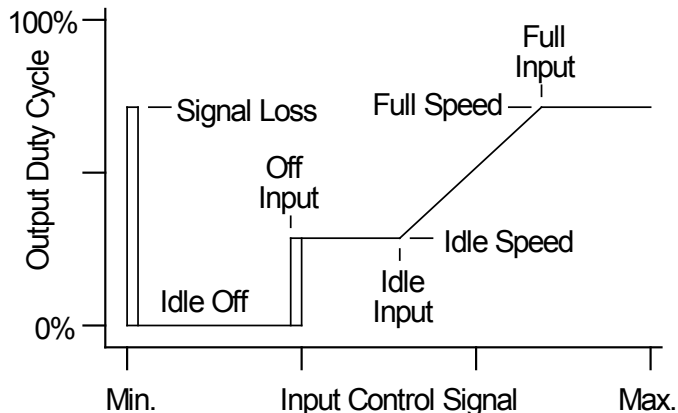 100%
Full
Input
Full Speed
Signal Loss
Off
Input
Output Duty Cycle
Idle Speed
Idle
Input
Idle Off
0%
Min.
Input Control Signal
Max.